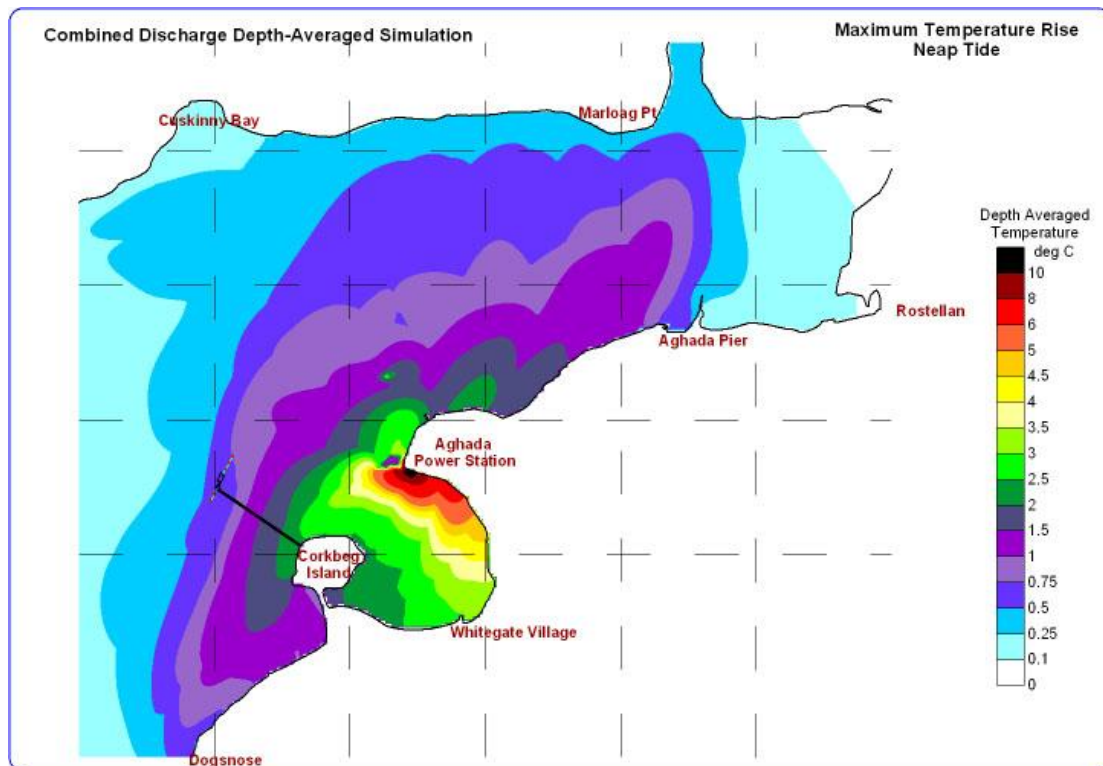 Combined Discharge Depth-Averaged Simulation
Maximum Temperature Rise
Neap Tide
Cuskinny Bay
Marloag Pt
Depth Averaged
Temperature
deg C
10
8
6
4.5
4
3.5
3
2.5
2
1.5
1
0.75
0.5
0.25
0.1
0
Rostellan
Aghada Pier
Aghada
Power Station
Corkbeg
Island
Whitegate Village
Dogsnose